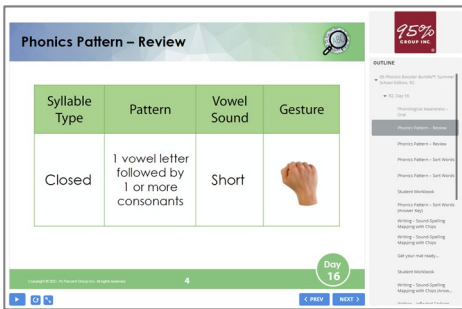 Phonics Pattern – Review
Syllable
Type
Pattern
Vowel
Sound
Gesture
Closed
1 vowel letter
followed by
1 or more
consonants
Short
4
Day
16
< PREV
NEXT >
95%
GROUP INC.
OUTLINE
R2, Day 16
Phonological Awareness –
Oral
Phonics Pattern – Review
Phonics Pattern – Review
Phonics Pattern – Sort Words
Phonics Pattern – Sort Words
Student Workbook
Phonics Pattern – Sort Words
(Answer Key)
Writing – Sound-Spelling
Mapping with Chips
Writing – Sound-Spelling
Mapping with Chips
Get your mat ready...
Student Workbook
Writing – Sound-Spelling
Mapping with Chips